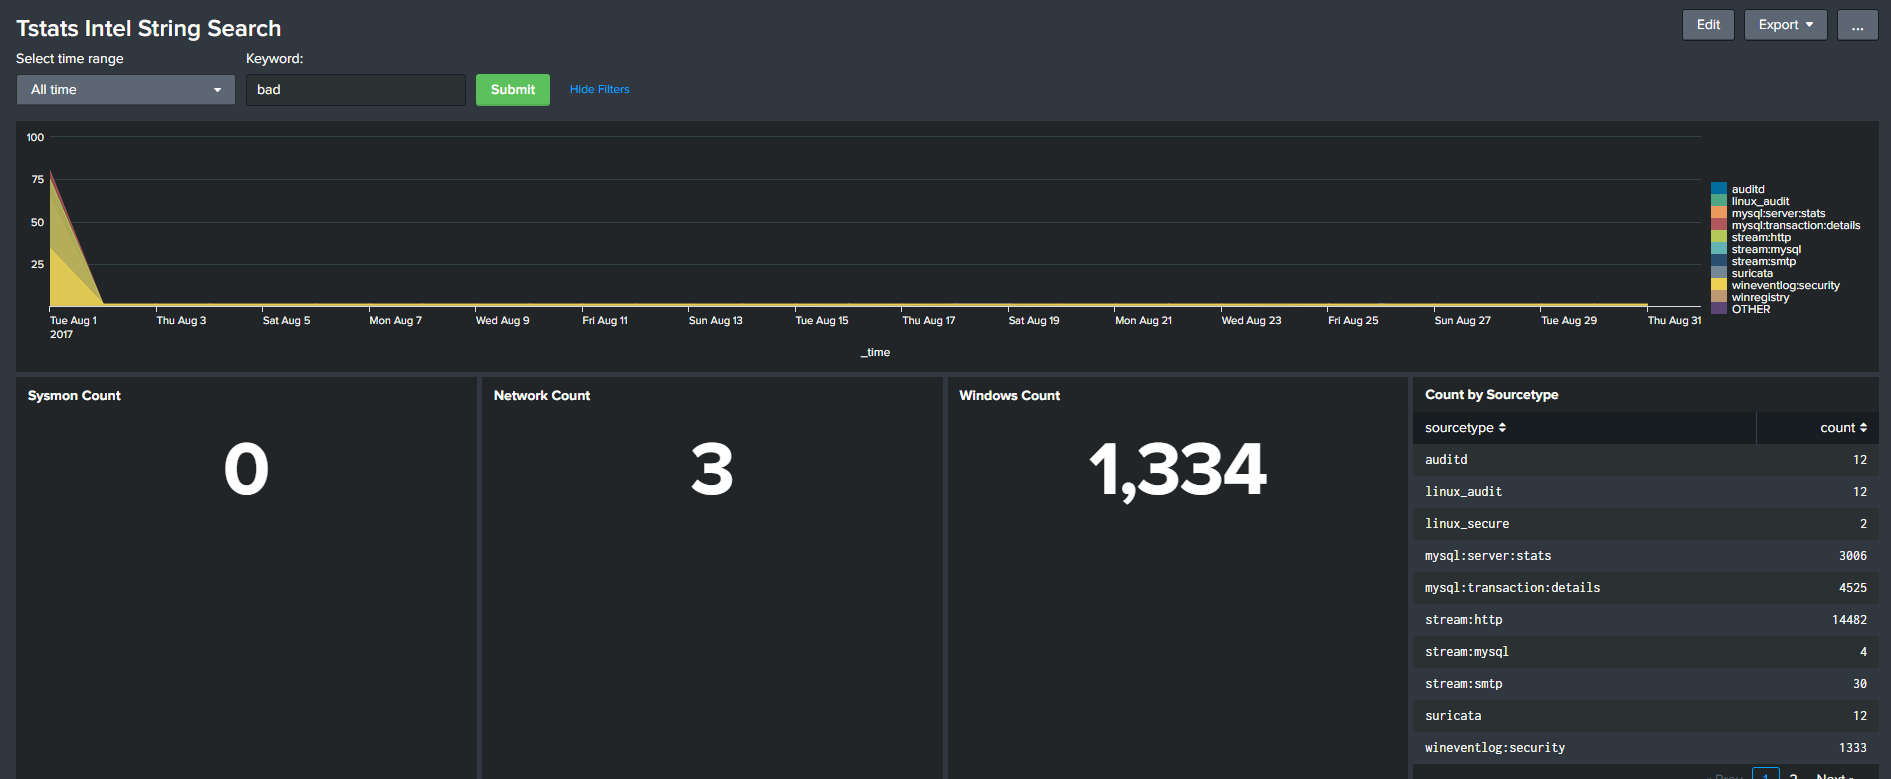 Tstats Intel String Search
Edit
Export
...
Select time range
Keyword:
All time
bad
Submit
Hide Filters
100
75
50
25
Tue Aug 1
2017
Thu Aug 3
Sat Aug 5
Mon Aug 7
Wed Aug 9
Fri Aug 11
Sun Aug 13
Tue Aug 15
Thu Aug 17
Sat Aug 19
Mon Aug 21
Wed Aug 23
Fri Aug 25
Sun Aug 27
Tue Aug 29
Thu Aug 31
_time
auditd
linux_audit
mysql:server:stats
mysql:transaction:details
stream:http
stream:mysql
stream:smtp
suricata
wineventlog:security
winregistry
OTHER
Sysmon Count
0
Network Count
3
Windows Count
1,334
Count by Sourcetype
sourcetype count
auditd 12
linux_audit 12
linux_secure 2
mysql:server:stats 3006
mysql:transaction:details 4525
stream:http 14482
stream:mysql 4
stream:smtp 30
suricata 12
wineventlog:security 1333
‹ Prev 1 2 Next ›